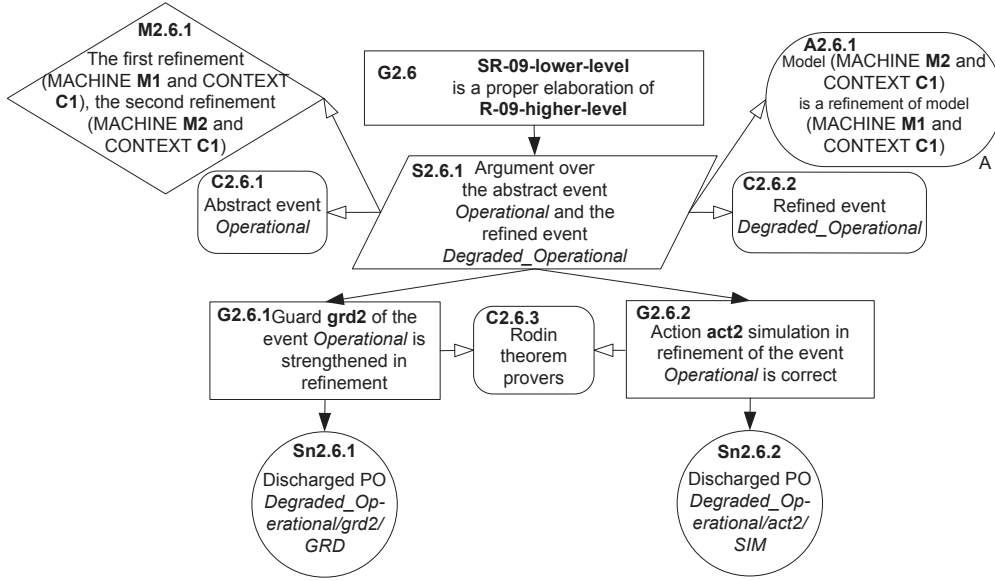 M2.6.1
The first refinement
(MACHINE M1 and CONTEXT
C1), the second refinement
(MACHINE M2 and
CONTEXT C1)
G2.6
SR-09-lower-level
is a proper elaboration of
R-09-higher-level
A2.6.1
Model (MACHINE M2 and
CONTEXT C1)
is a refinement of model
(MACHINE M1 and
CONTEXT C1)
A
C2.6.1
Abstract event
Operational
S2.6.1
Argument over
the abstract event
Operational and the
refined event
Degraded_Operational
C2.6.2
Refined event
Degraded_Operational
G2.6.1 Guard grd2 of the
event Operational is
strengthened in
refinement
C2.6.3
Rodin
theorem
provers
G2.6.2
Action act2 simulation in
refinement of the event
Operational is correct
Sn2.6.1
Discharged PO
Degraded_Op-
erational/grd2/
GRD
Sn2.6.2
Discharged PO
Degraded_Op-
erational/act2/
SIM